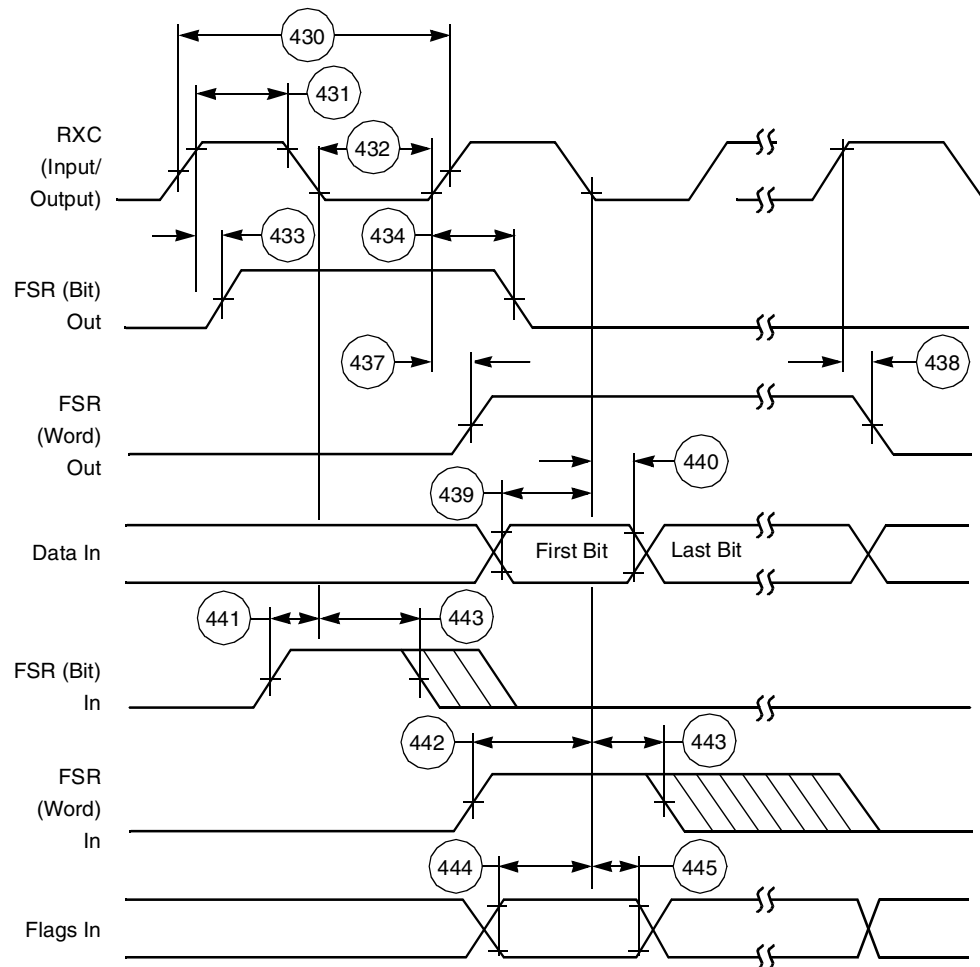 430
431
RXC
(Input/
Output)
432
433
434
FSR (Bit)
Out
437
438
FSR
(Word)
Out
440
439
Data In
First Bit
Last Bit
441
443
FSR (Bit)
In
442
443
FSR
(Word)
In
444
445
Flags In